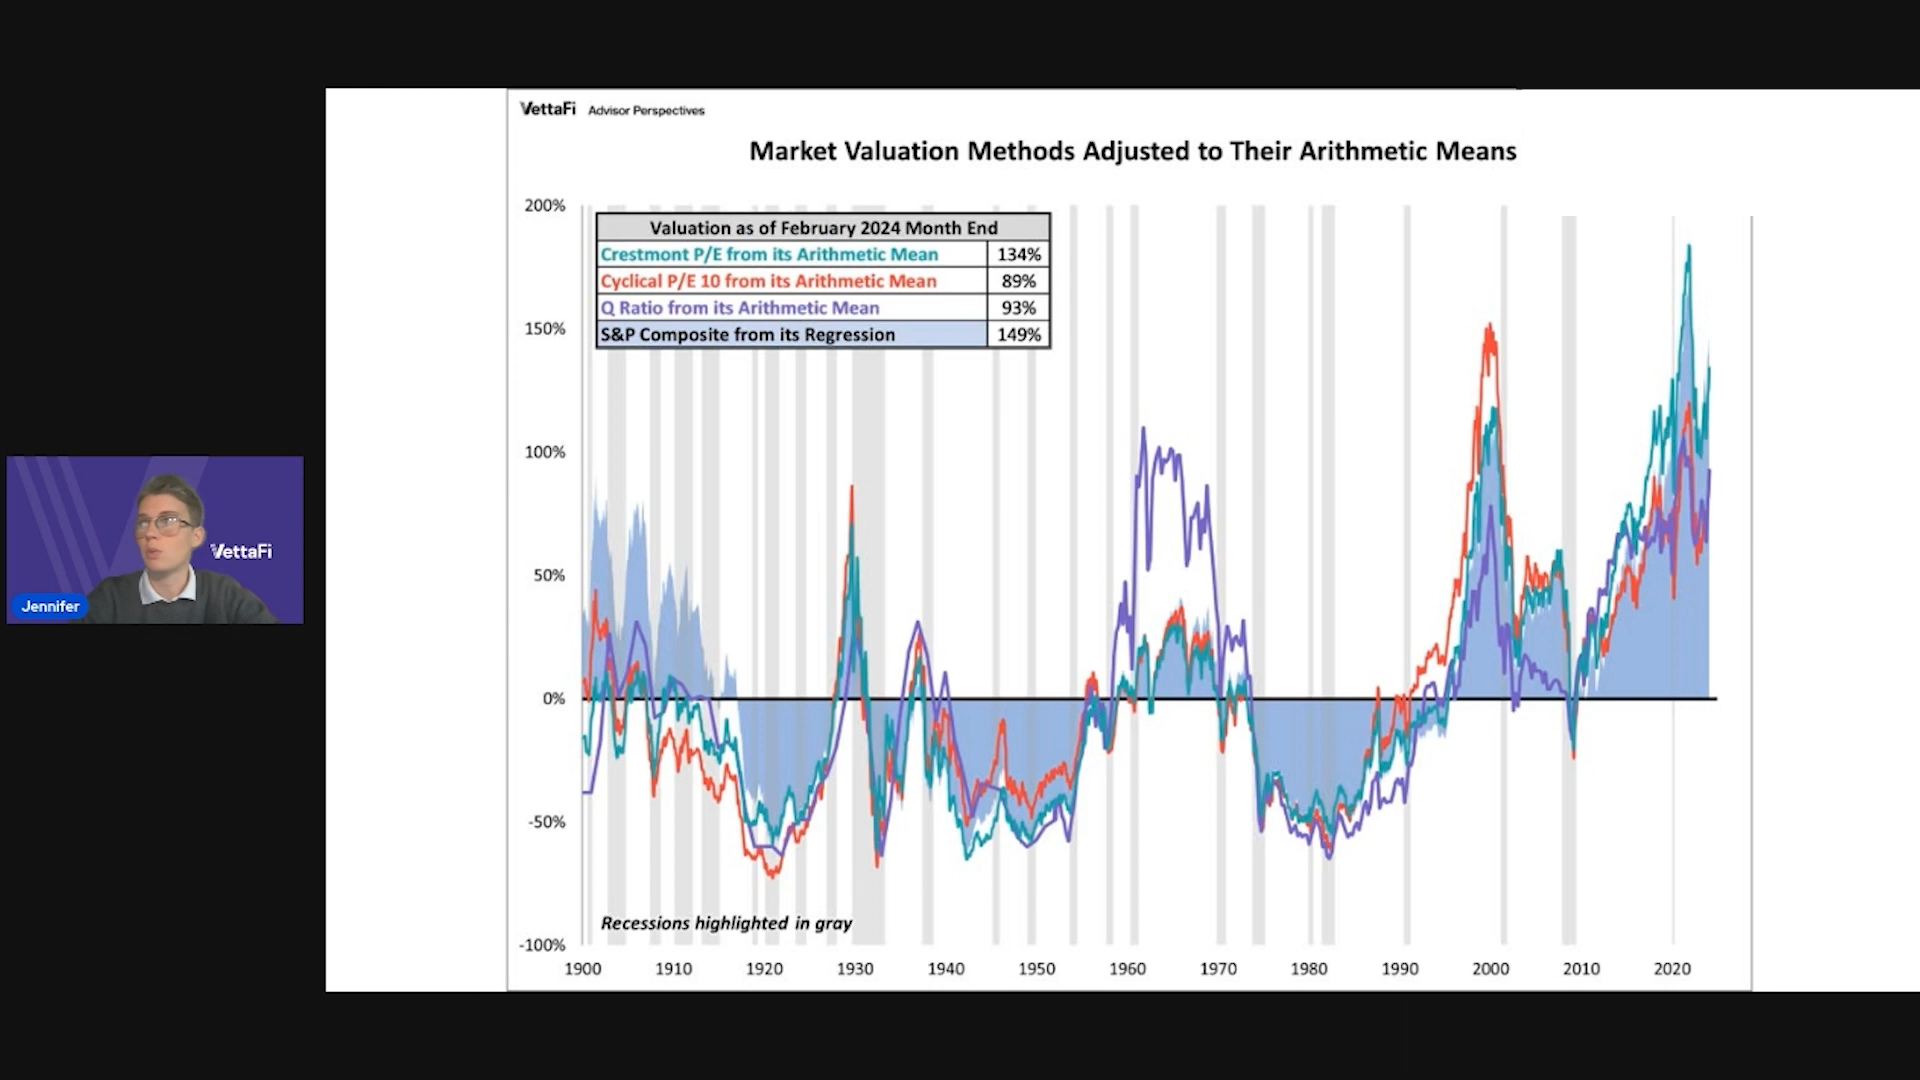 VettaFi Advisor Perspectives
Market Valuation Methods Adjusted to Their Arithmetic Means
200%
150%
100%
50%
0%
-50%
-100%
Valuation as of February 2024 Month End
Crestmont P/E from its Arithmetic Mean 134%
Cyclical P/E 10 from its Arithmetic Mean 89%
Q Ratio from its Arithmetic Mean 93%
S&P Composite from its Regression 149%
Recessions highlighted in gray
1900 1910 1920 1930 1940 1950 1960 1970 1980 1990 2000 2010 2020
VettaFi
Jennifer